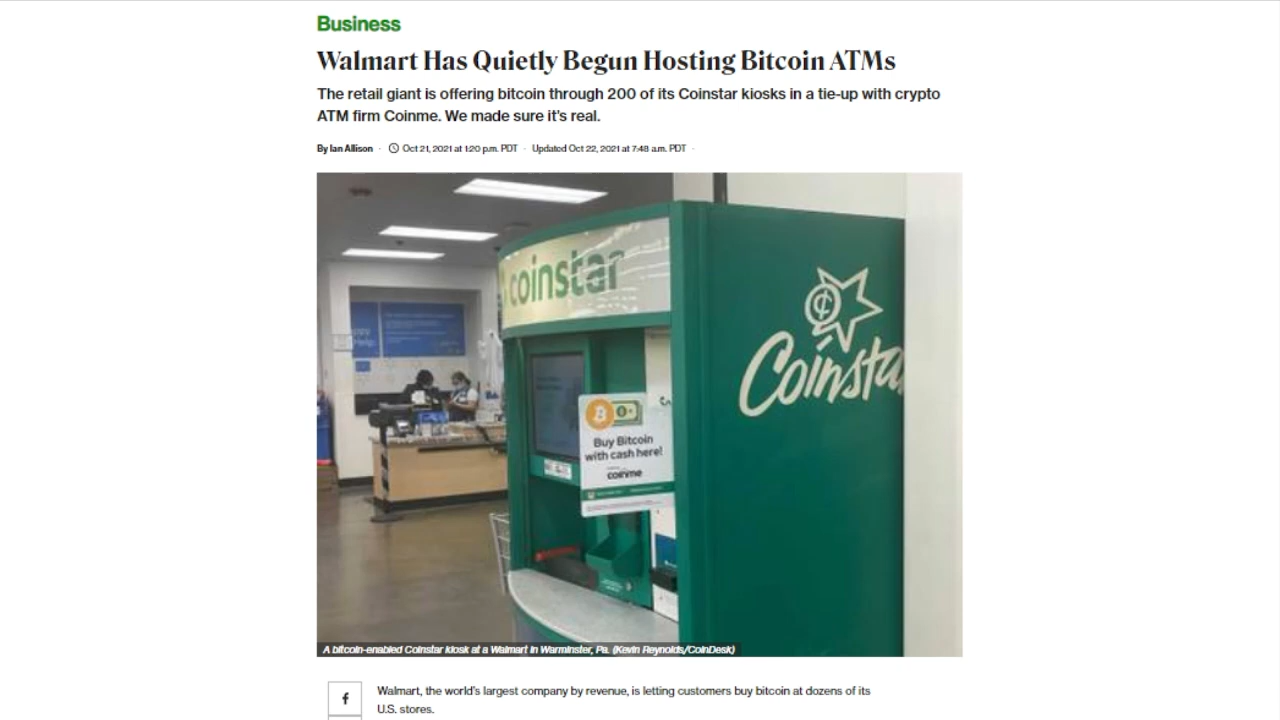 Business
Walmart Has Quietly Begun Hosting Bitcoin ATMs
The retail giant is offering bitcoin through 200 of its Coinstar kiosks in a tie-up with crypto
ATM firm Coinme. We made sure it's real.
By Ian Allison · Oct 21, 2021 at 1:20 p.m. PDT · Updated Oct 22, 2021 at 7:48 a.m. PDT ·
coinstar
Coinsta
Buy Bitcoin
with cash here!
coinme
A bitcoin-enabled Coinstar kiosk at a Walmart in Warminster, Pa. (Kevin Reynolds/CoinDesk)
f
Walmart, the world's largest company by revenue, is letting customers buy bitcoin at dozens of its
U.S. stores.